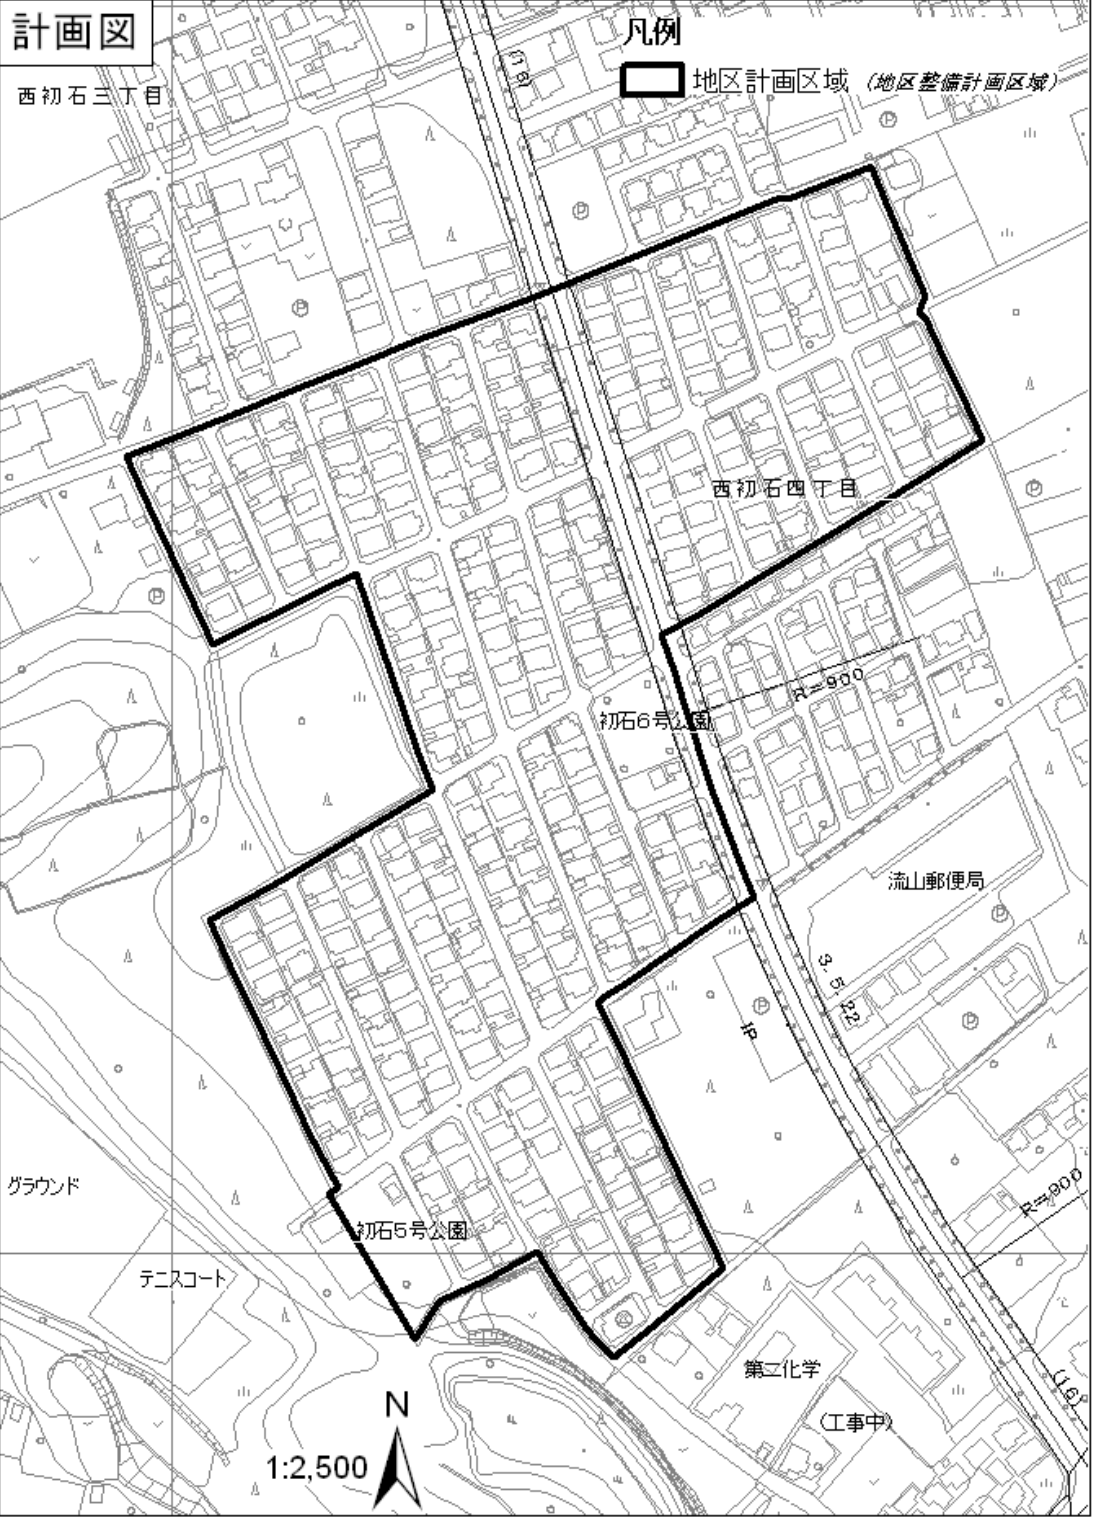 計画図
凡例
地区計画区域 (地区整備計画区域)
西初石三丁目
(16)
西初石四丁目
R=900
初石6号公園
流山郵便局
3.5.22
IP
グラウンド
R=900
初石5号公園
テニスコート
第一化学
(工事中)
(16)
N
1:2,500